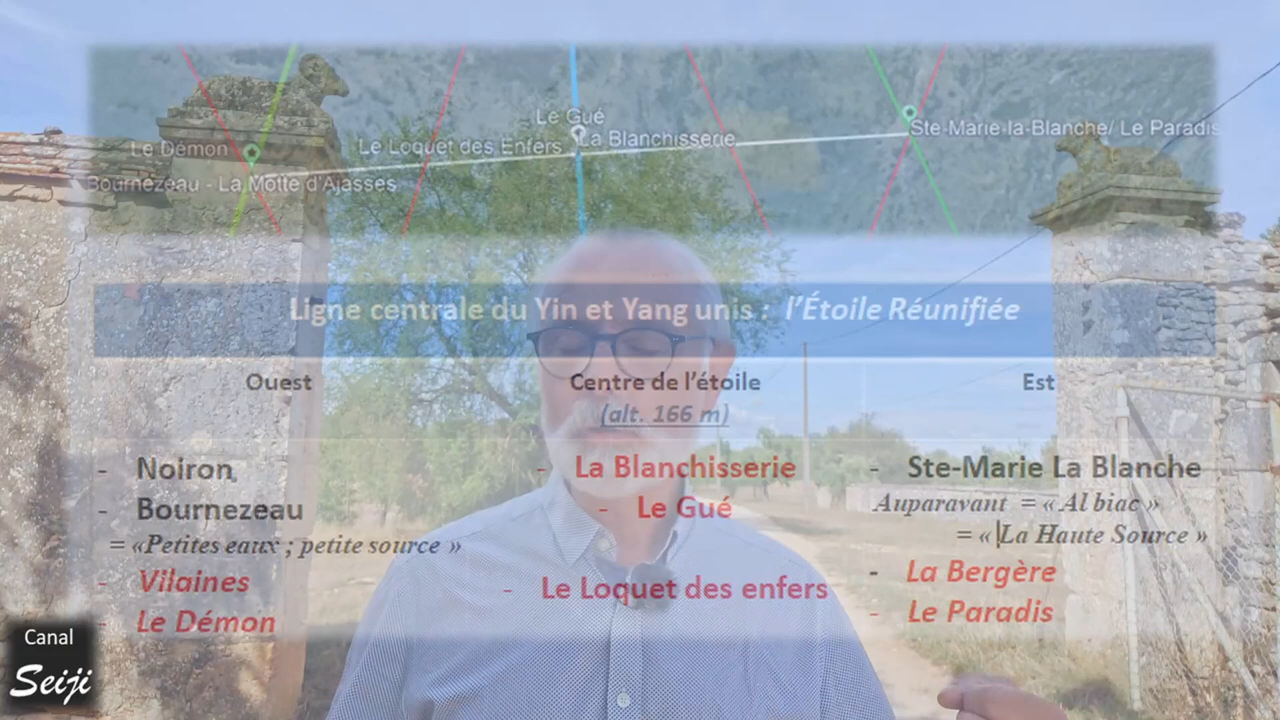 Le Gué
La Blanchisserie
Ste-Marie-la-Blanche/ Le Paradis
Le Démon
Le Loquet des Enfers
Bournezeau - La Motte d'Ajasses
Ligne centrale du Yin et Yang unis : l'Étoile Réunifiée
Ouest
Centre de l'étoile
Est
(alt. 166 m)
- Noiron
- La Blanchisserie
- Ste-Marie La Blanche
- Bournezeau
- Le Gué
Auparavant = « Al biac »
= «Petites eaux ; petite source »
= « La Haute Source »
- Vilaines
- Le Loquet des enfers
- La Bergère
- Le Démon
- Le Paradis
Canal
Seiji